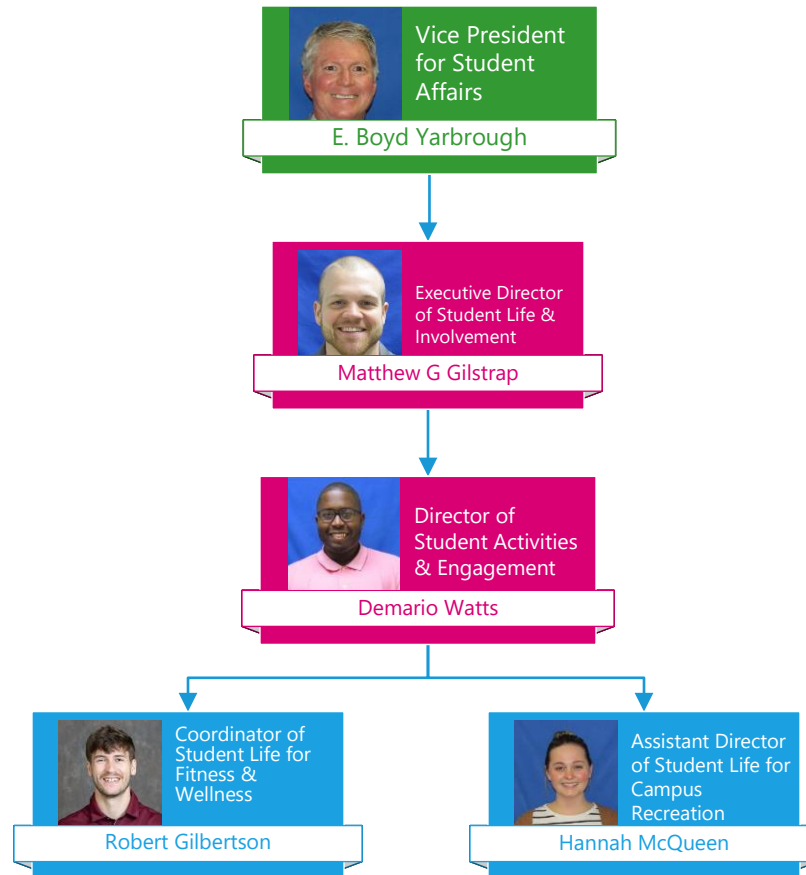 Vice President
for Student
Affairs
E. Boyd Yarbrough
Executive Director
of Student Life &
Involvement
Matthew G Gilstrap
Director of
Student Activities
& Engagement
Demario Watts
Coordinator of
Student Life for
Fitness &
Wellness
Robert Gilbertson
Assistant Director
of Student Life for
Campus
Recreation
Hannah McQueen